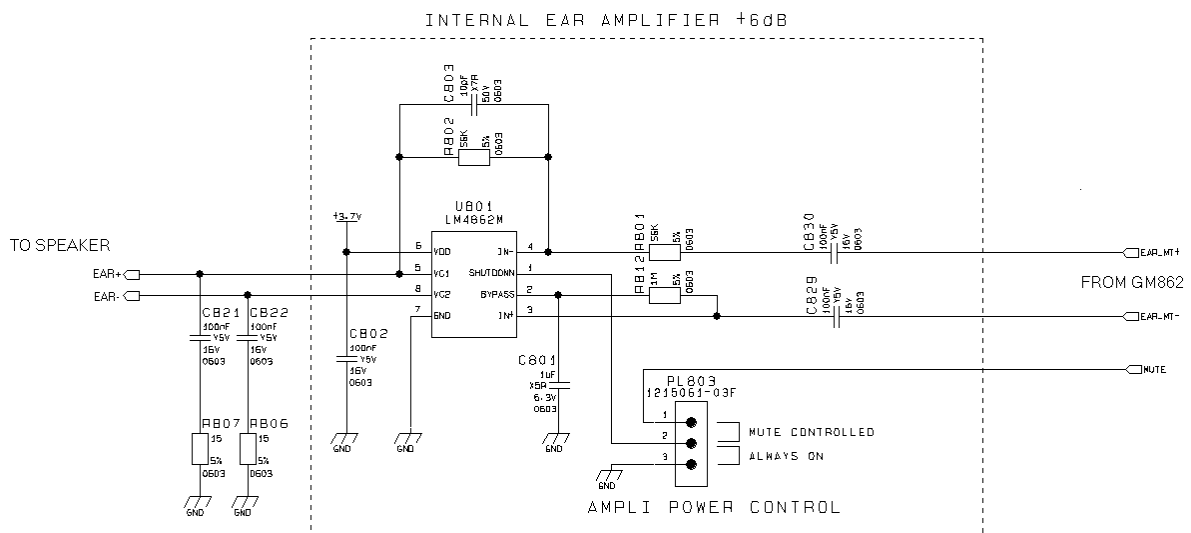 INTERNAL EAR AMPLIFIER +6dB
C803
10pF
X7R
50V
0603
R802
56K
5%
0603
U801
LM4862M
+3.7V
TO SPEAKER
6 VDD IN- 4
EAR+ 5 VO1 SHUTDOWN 1
EAR- 8 VO2 BYPASS 2
7 GND IN+ 3
R801
56K
5%
0603
R812
1M
5%
0603
C830
100nF
Y5V
16V
0603
C829
100nF
Y5V
16V
0603
EAR_MT+
FROM GM862
EAR_MT-
MUTE
C821
100nF
Y5V
16V
0603
C822
100nF
Y5V
16V
0603
C802
100nF
Y5V
16V
0603
C801
1uF
X5R
6.3V
0603
R807
15
5%
0603
R806
15
5%
0603
GND
GND
GND
GND
GND
GND
PL803
1215061-03F
1
2
3
MUTE CONTROLLED
ALWAYS ON
AMPLI POWER CONTROL